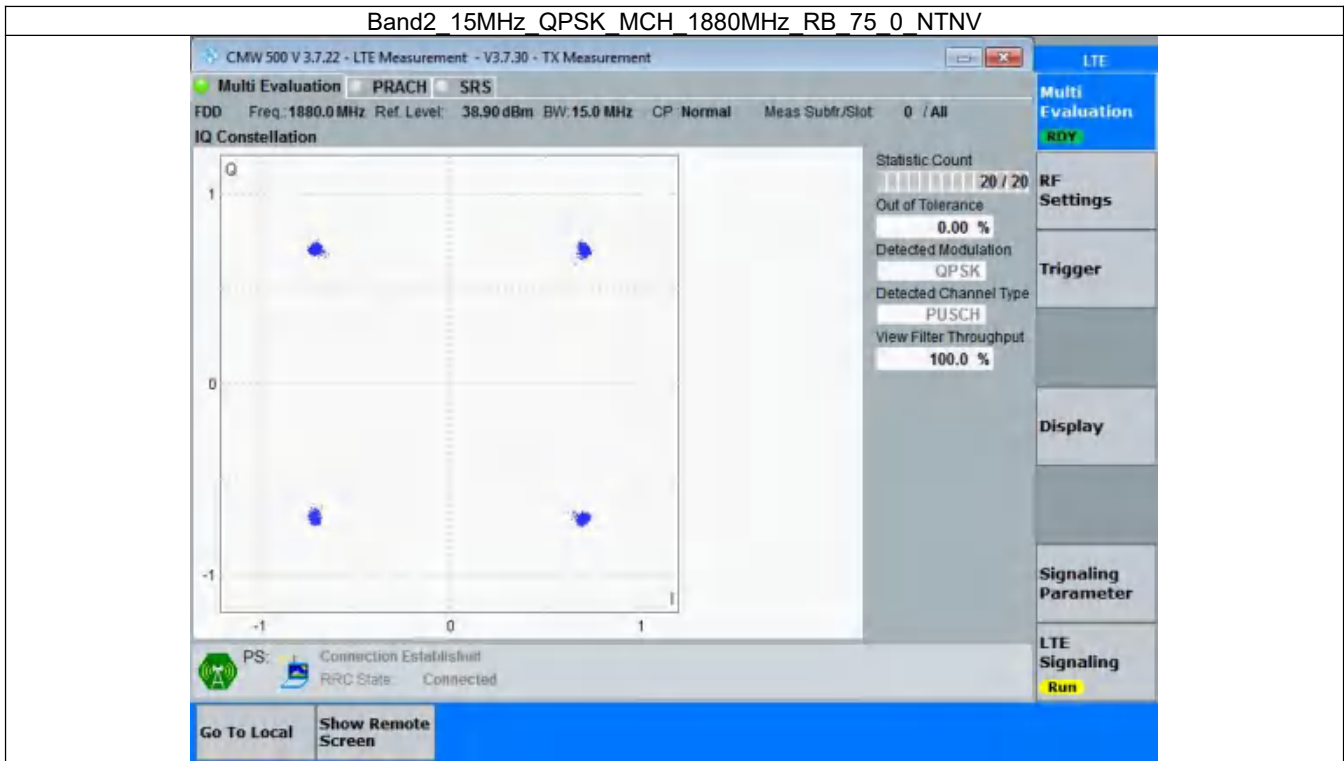 Band2_15MHz_QPSK_MCH_1880MHz_RB_75_0_NTNV
CMW 500 V 3.7.22 - LTE Measurement - V3.7.30 - TX Measurement
LTE
Multi Evaluation PRACH SRS
FDD Freq.: 1880.0 MHz Ref. Level: 38.90 dBm BW: 15.0 MHz CP: Normal Meas Subfr./Slot: 0 / All
IQ Constellation
Q
1
0
-1
-1 0 1
I
Statistic Count
20 / 20
Out of Tolerance
0.00 %
Detected Modulation
QPSK
Detected Channel Type
PUSCH
View Filter Throughput
100.0 %
Multi
Evaluation
RDY
RF
Settings
Trigger
Display
Signaling
Parameter
LTE
Signaling
Run
PS: Connection Established
RRC State: Connected
Go To Local
Show Remote
Screen